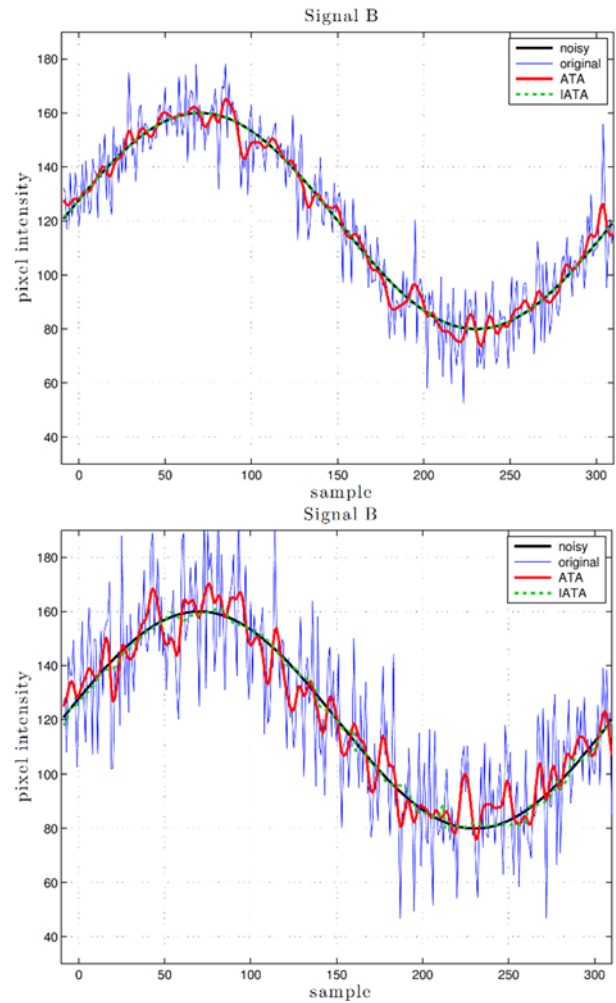 Signal B
noisy
original
ATA
IATA
180
160
140
120
100
80
60
40
pixel intensity
0 50 100 150 200 250 300
sample
Signal B
noisy
original
ATA
IATA
180
160
140
120
100
80
60
40
pixel intensity
0 50 100 150 200 250 300
sample